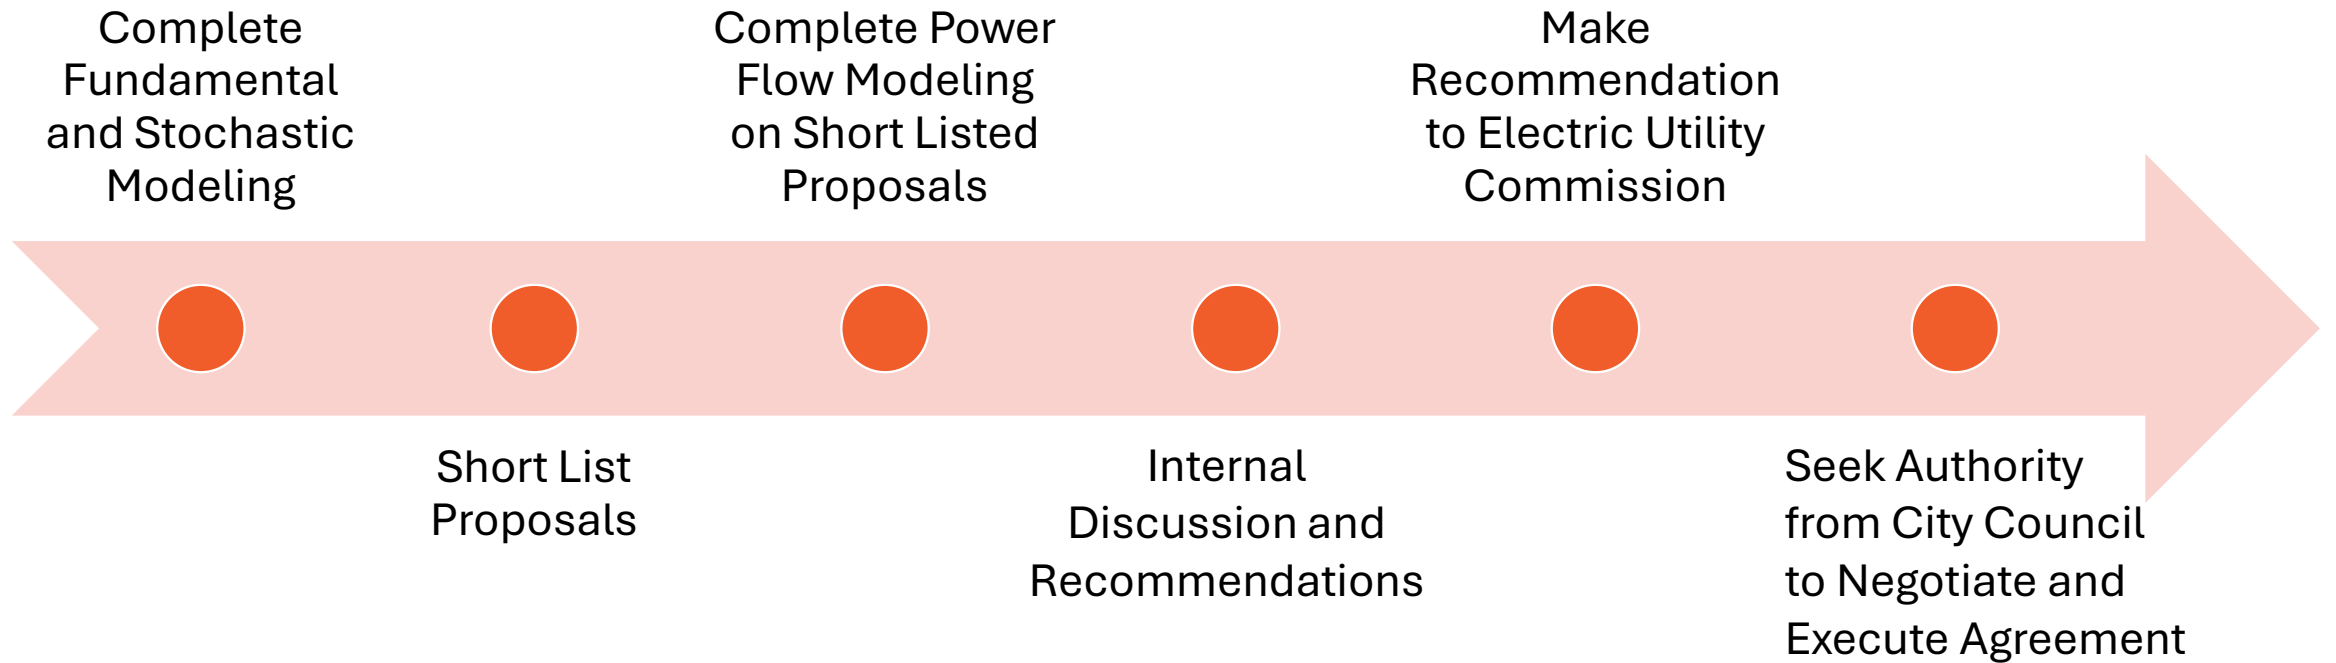 Complete
Fundamental
and Stochastic
Modeling
Short List
Proposals
Complete Power
Flow Modeling
on Short Listed
Proposals
Internal
Discussion and
Recommendations
Make
Recommendation
to Electric Utility
Commission
Seek Authority
from City Council
to Negotiate and
Execute Agreement